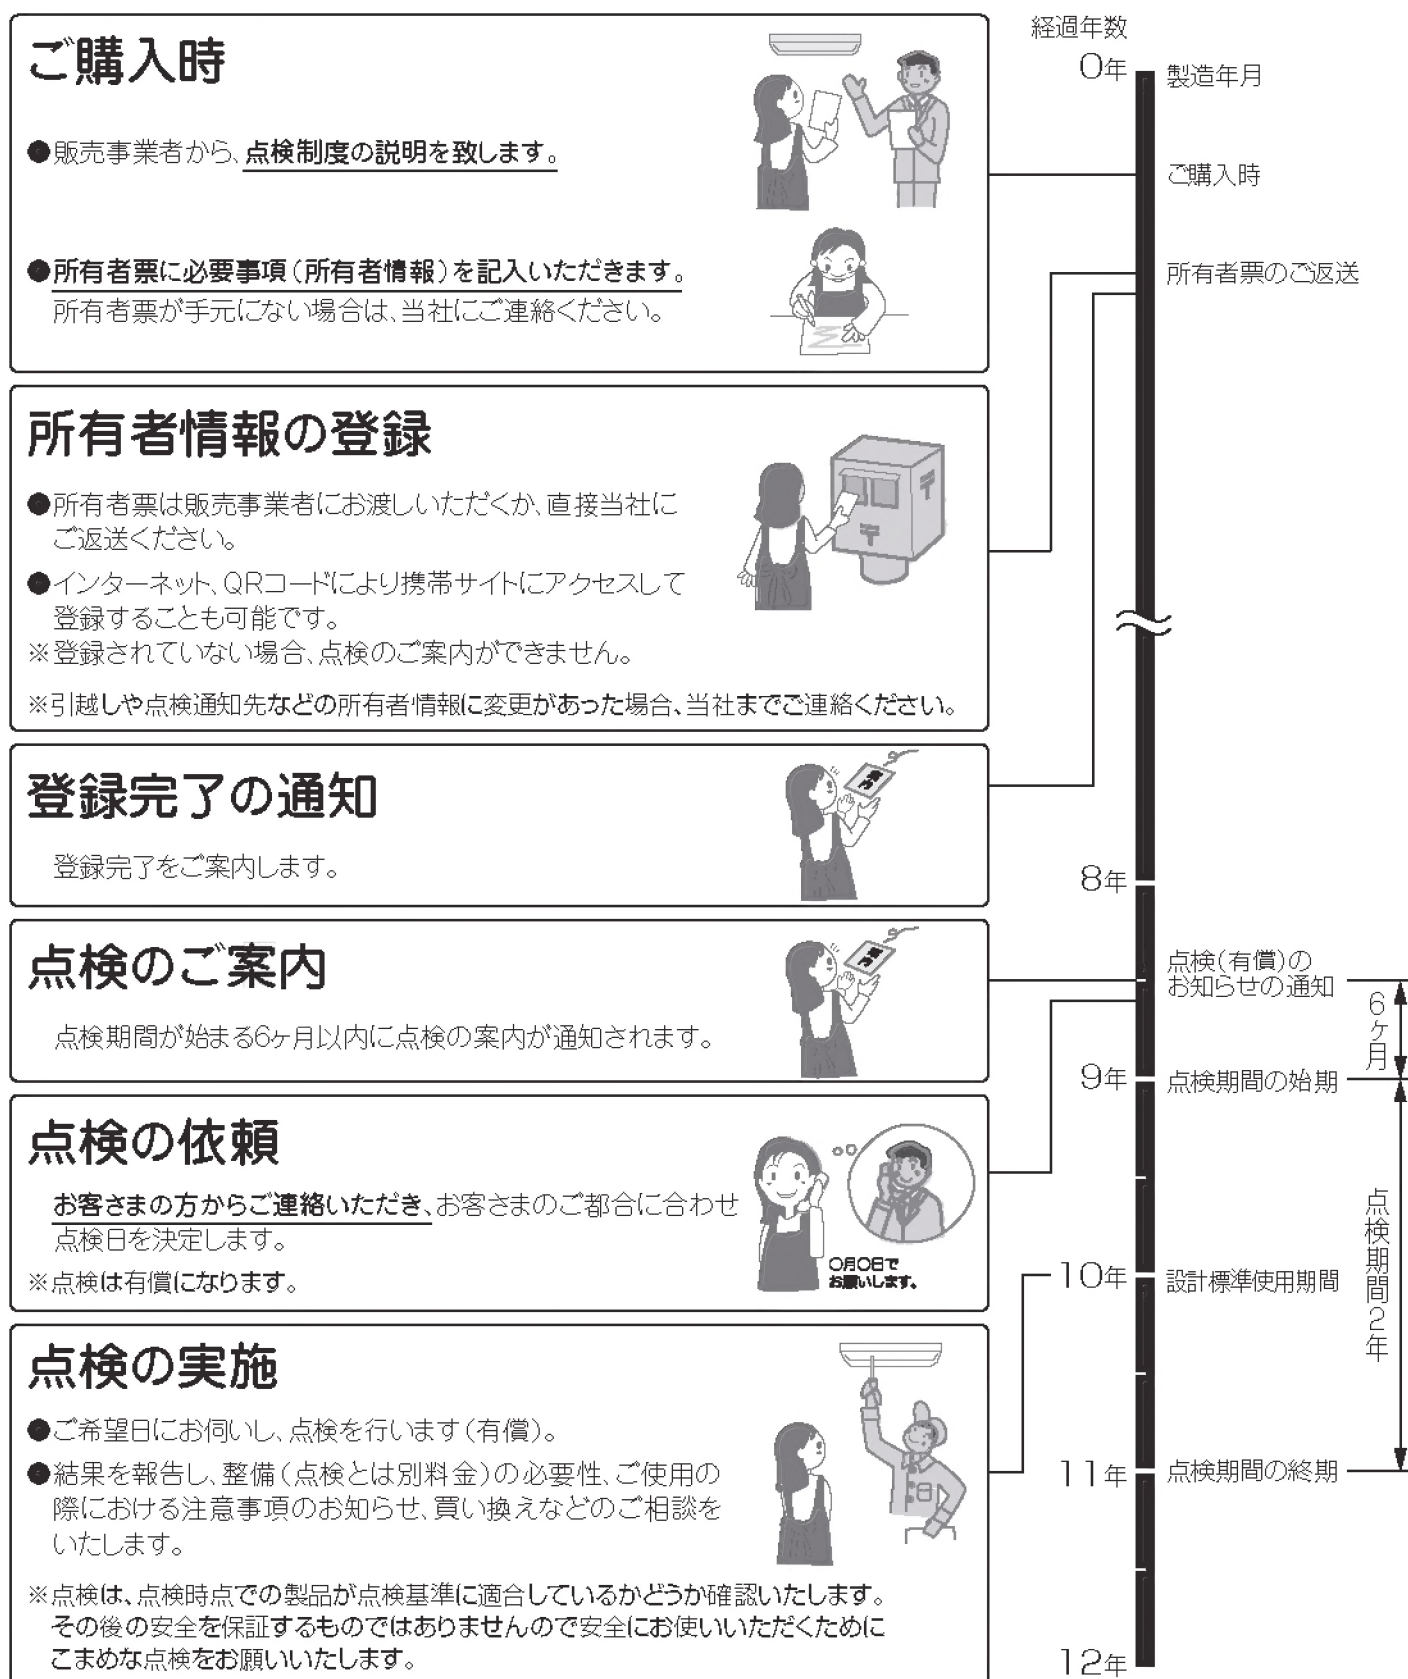 ご購入時
●販売事業者から、点検制度の説明を致します。
●所有者票に必要事項（所有者情報）を記入いただきます。
所有者票が手元にない場合は、当社にご連絡ください。
所有者情報の登録
●所有者票は販売事業者にお渡しいただくか、直接当社に
ご返送ください。
●インターネット、QRコードにより携帯サイトにアクセスして
登録することも可能です。
※登録されていない場合、点検のご案内ができません。
※引越しや点検通知先などの所有者情報に変更があった場合、当社までご連絡ください。
登録完了の通知
案内
登録完了をご案内します。
点検のご案内
案内
点検期間が始まる6ヶ月以内に点検の案内が通知されます。
点検の依頼
お客さまの方からご連絡いただき、お客さまのご都合に合わせ
点検日を決定します。
※点検は有償になります。
〇月〇日で
お願いします。
点検の実施
●ご希望日にお伺いし、点検を行います（有償）。
●結果を報告し、整備（点検とは別料金）の必要性、ご使用の
際における注意事項のお知らせ、買い換えなどのご相談を
いたします。
※点検は、点検時点での製品が点検基準に適合しているかどうか確認いたします。
その後の安全を保証するものではありませんので安全にお使いいただくために
こまめな点検をお願いいたします。
経過年数
0年
製造年月
ご購入時
所有者票のご返送
8年
点検（有償）の
お知らせの通知
6ヶ月
9年
点検期間の始期
10年
設計標準使用期間
点検期間2年
11年
点検期間の終期
12年